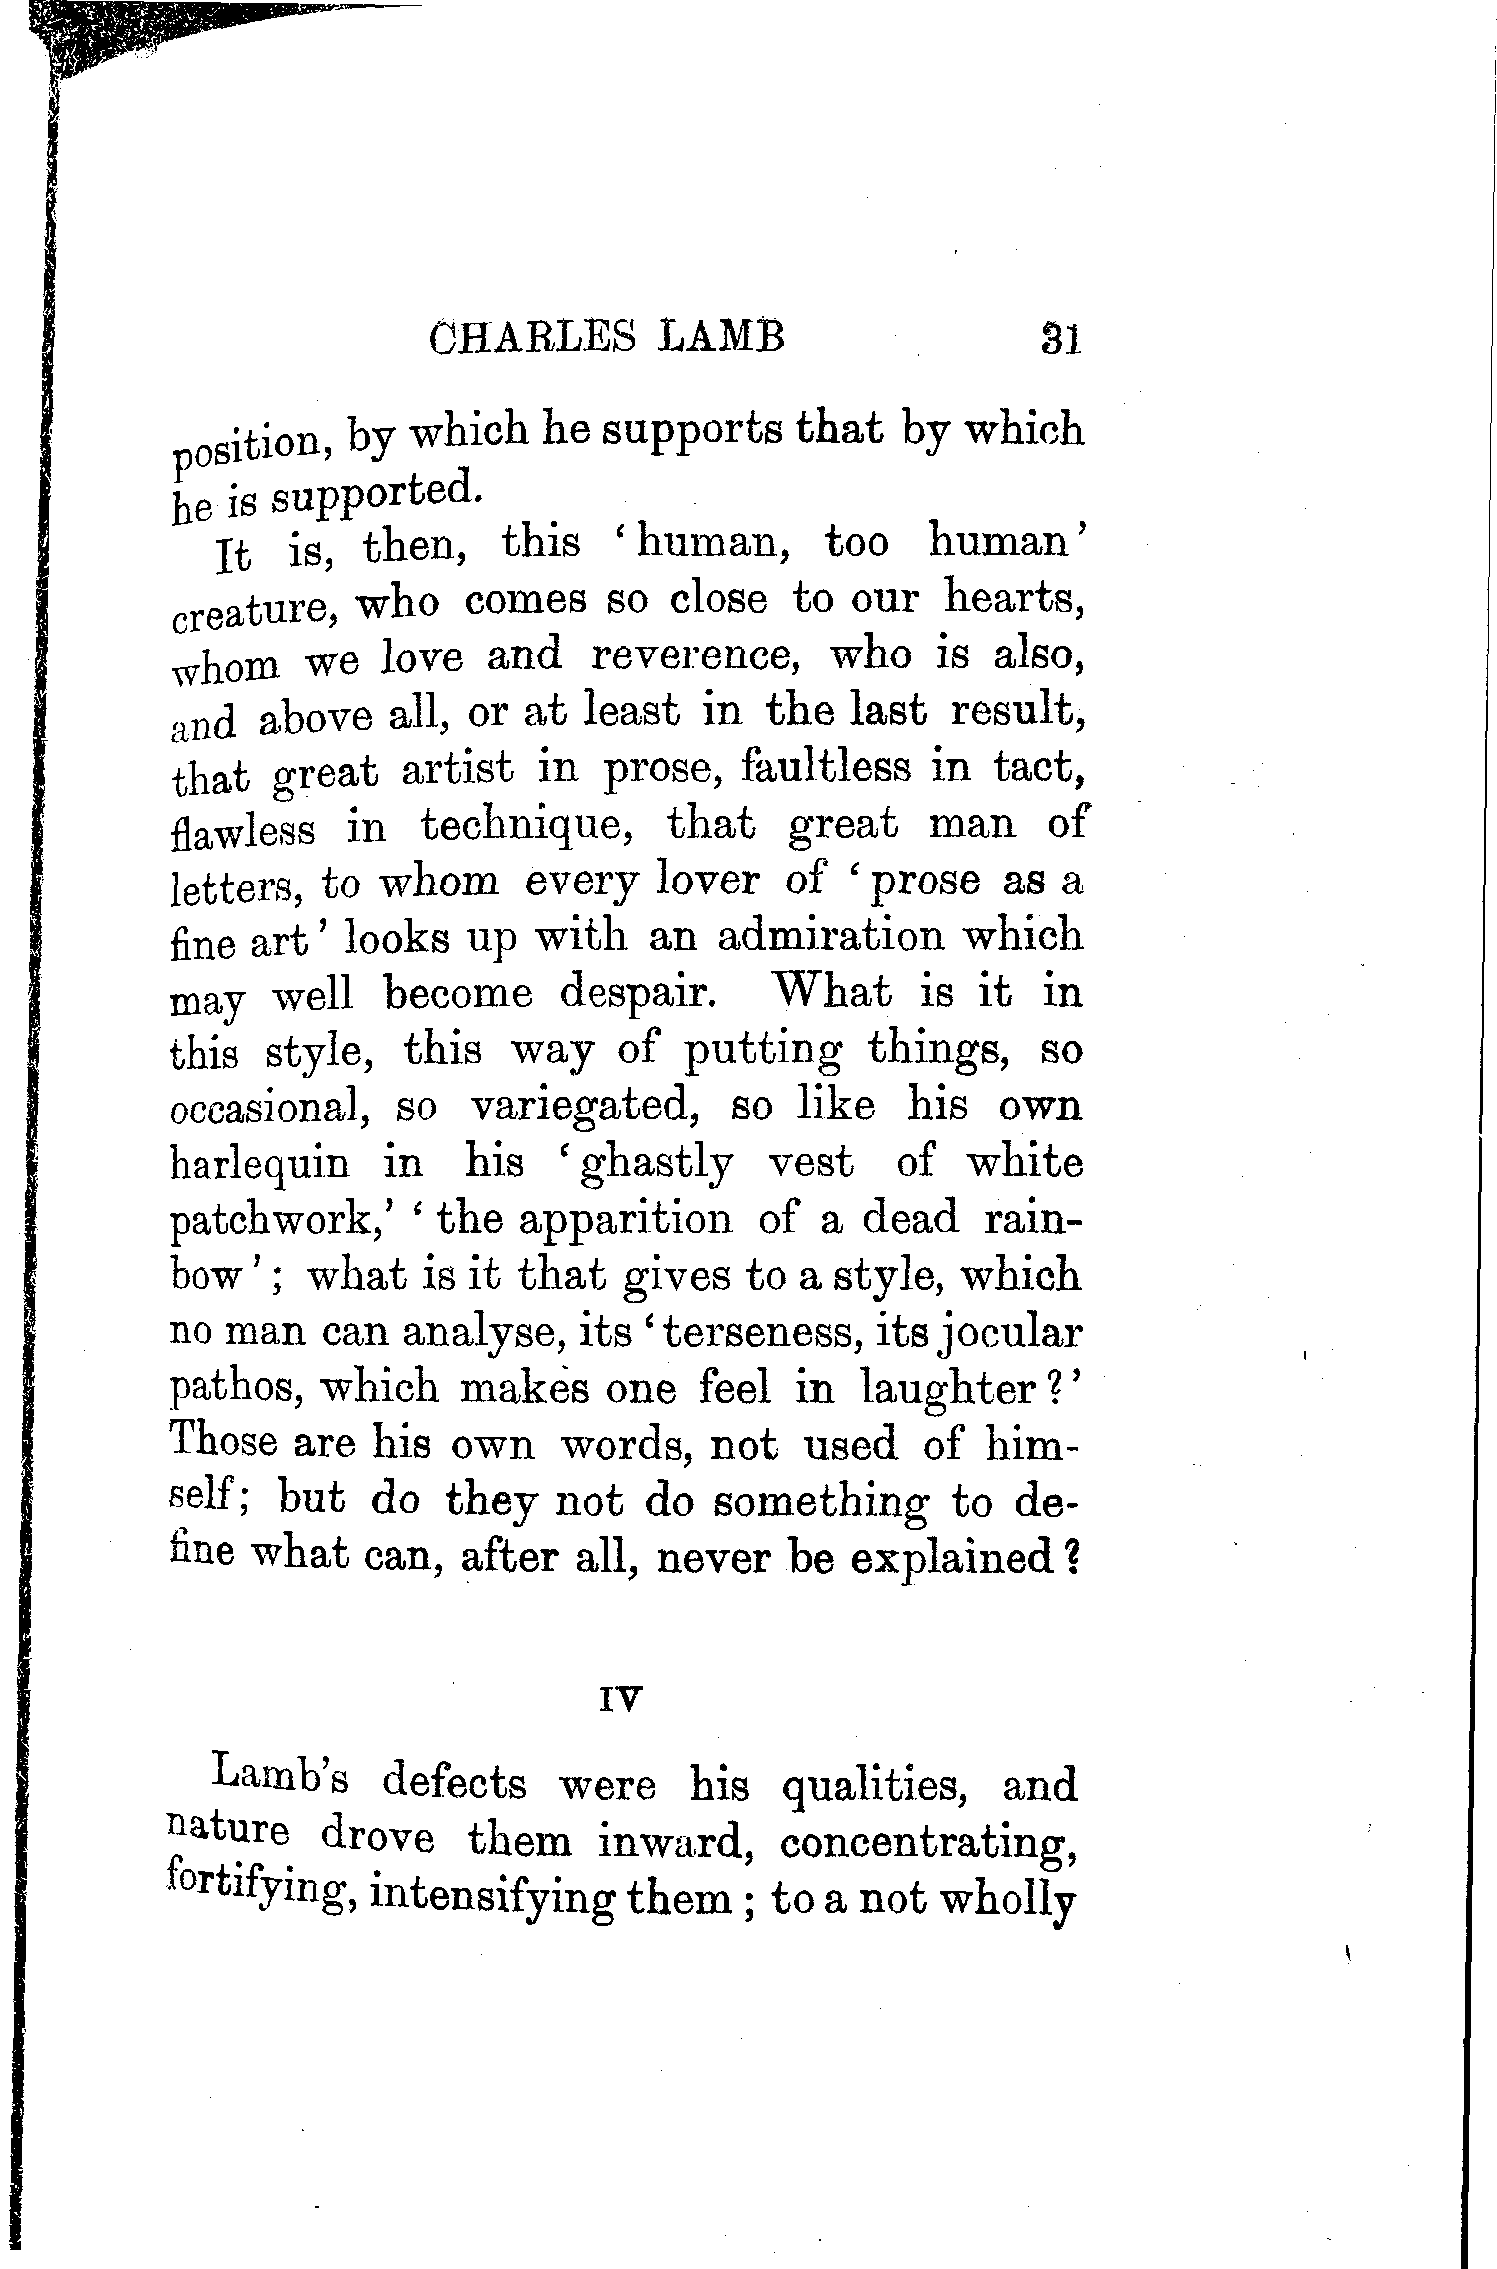 CHARLES LAMB 31
position, by which he supports that by which
he is supported.
It is, then, this ‘human, too human’
creature, who comes so close to our hearts,
whom we love and reverence, who is also,
and above all, or at least in the last result,
that great artist in prose, faultless in tact,
flawless in technique, that great man of
letters, to whom every lover of ‘prose as a
fine art’ looks up with an admiration which
may well become despair. What is it in
this style, this way of putting things, so
occasional, so variegated, so like his own
harlequin in his ‘ghastly vest of white
patchwork,’ ‘the apparition of a dead rain-
bow’; what is it that gives to a style, which
no man can analyse, its ‘terseness, its jocular
pathos, which makes one feel in laughter?’
Those are his own words, not used of him-
self; but do they not do something to de-
fine what can, after all, never be explained?
IV
Lamb's defects were his qualities, and
nature drove them inward, concentrating,
fortifying, intensifying them; to a not wholly